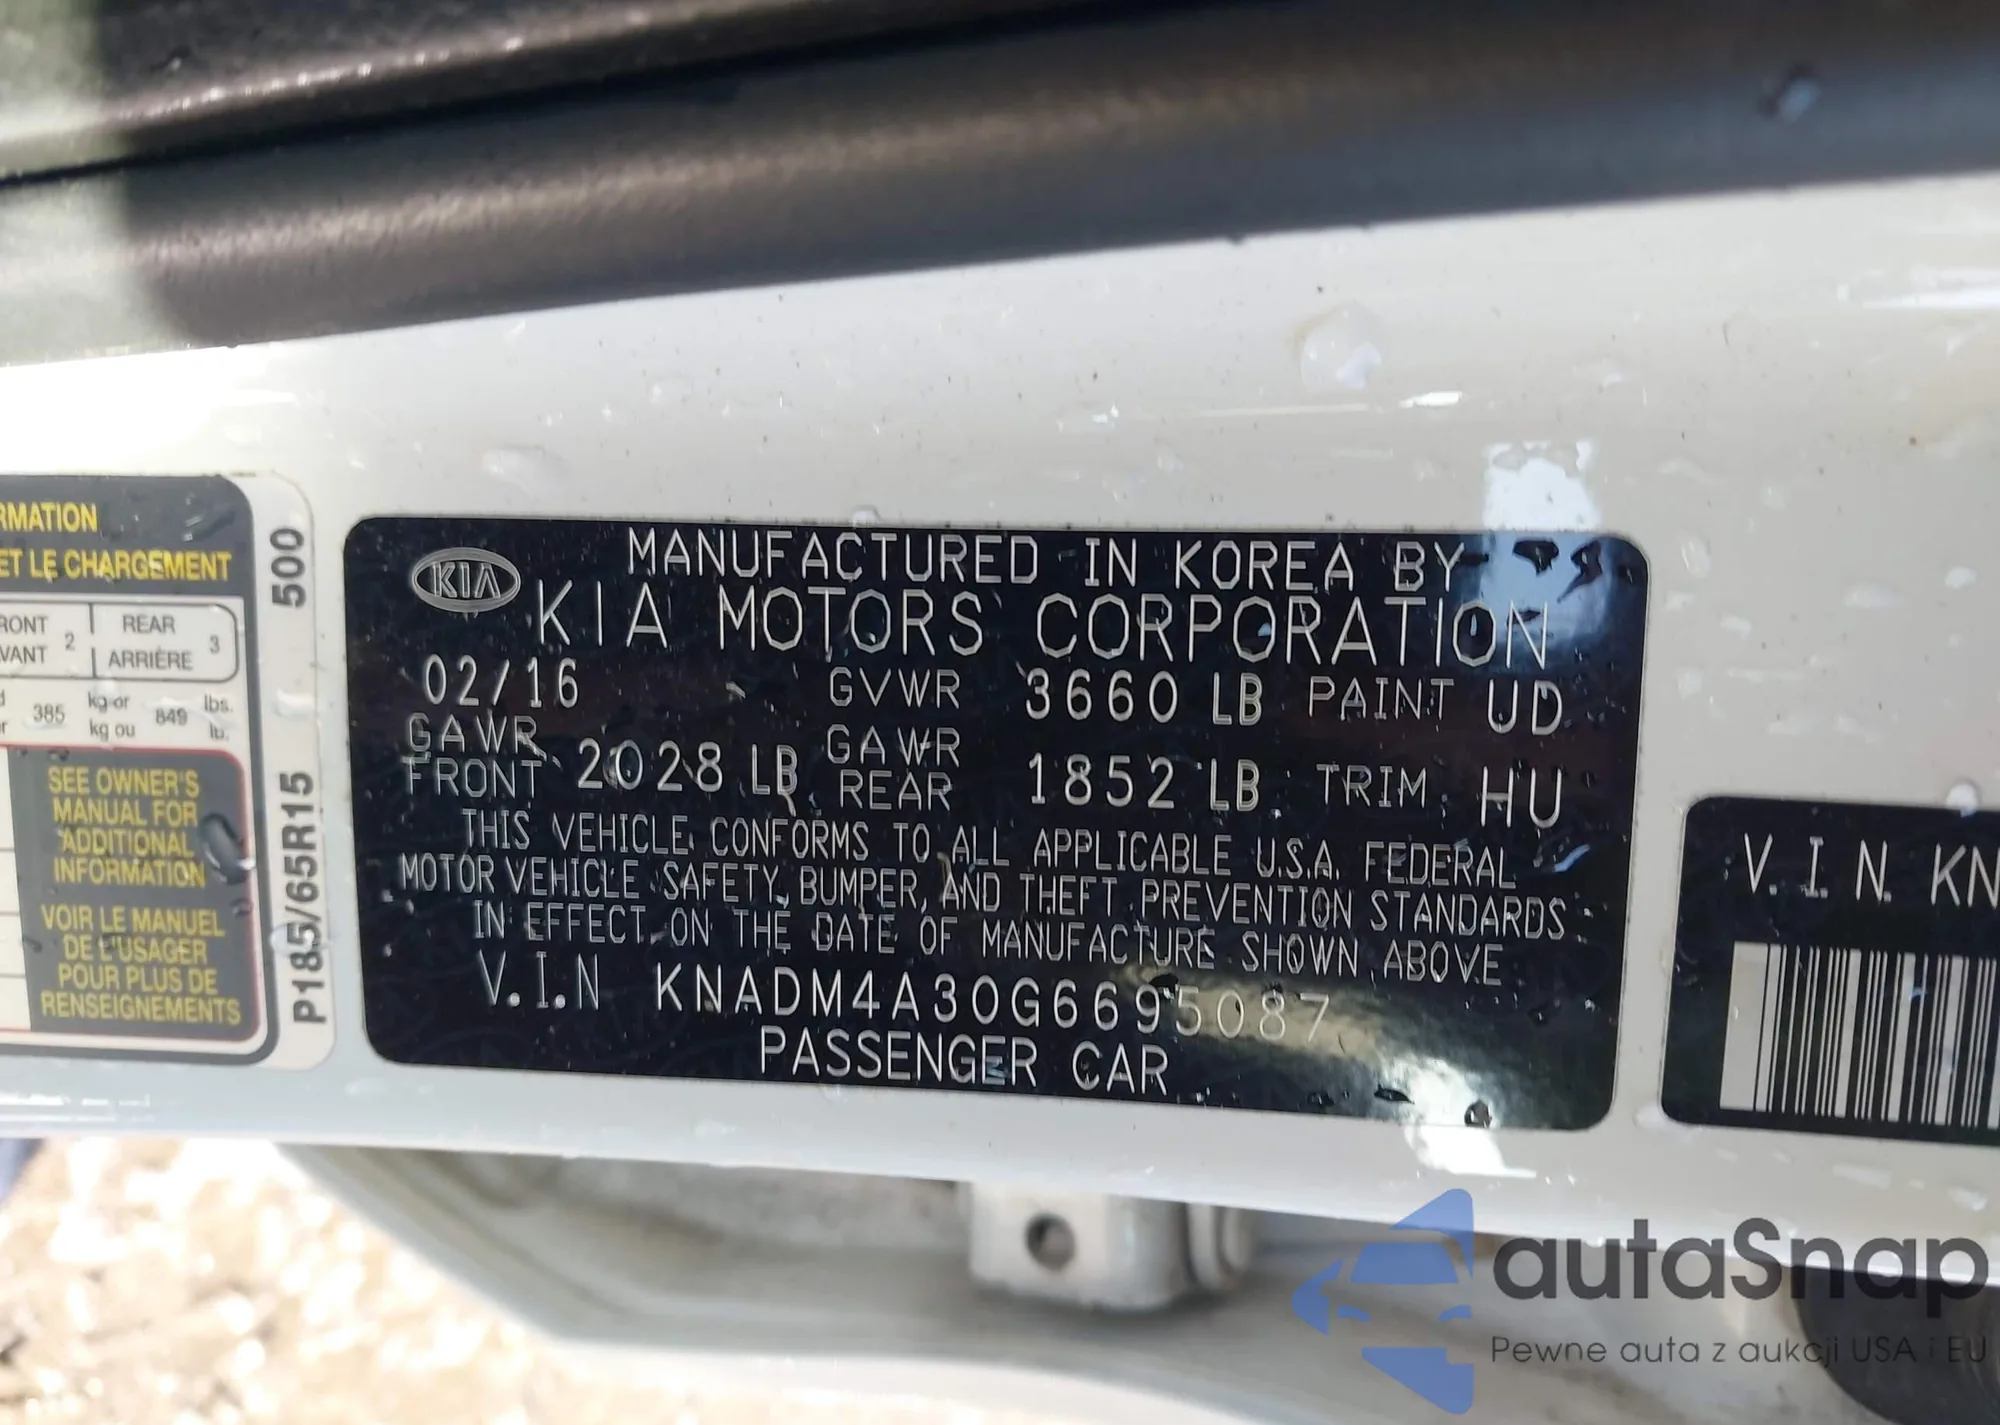 RMATION
ET LE CHARGEMENT
RONT
VANT 2
REAR
ARRIÈRE 3
385 kg or
kg ou 849 lbs.
lb.
SEE OWNER'S
MANUAL FOR
ADDITIONAL
INFORMATION
VOIR LE MANUEL
DE L'USAGER
POUR PLUS DE
RENSEIGNEMENTS
P185/65R15 500
KIA
MANUFACTURED IN KOREA BY
KIA MOTORS CORPORATION
02/16 GVWR 3660 LB PAINT UD
GAWR
FRONT 2028 LB GAWR
REAR 1852 LB TRIM HU
THIS VEHICLE CONFORMS TO ALL APPLICABLE U.S.A. FEDERAL
MOTOR VEHICLE SAFETY, BUMPER, AND THEFT PREVENTION STANDARDS
IN EFFECT ON THE DATE OF MANUFACTURE SHOWN ABOVE
V.I.N KNADM4A30G6695087
PASSENGER CAR
V.I.N. KN
autaSnap
Pewne auta z aukcji USA i EU